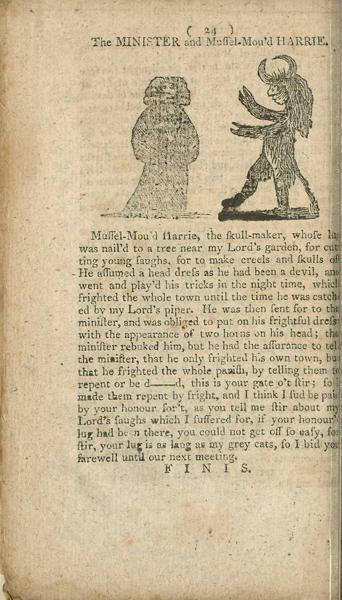 ( 24 )
The MINISTER and Muſſel-Mou'd HARRIE.
Muſſel-Mou'd Harrie, the ſkull-maker, whoſe lug
was nail'd to a tree near my Lord's garden, for cut
ting young ſaughs, for to make creels and ſkulls of
He aſſumed a head dreſs as he had been a devil, an
went and play'd his tricks in the night time, which
frighted the whole town until the time he was catch
ed by my Lord's piper. He was then ſent for to the
miniſter, and was obliged to put on his frightful dreſs
with the appearance of two horns on his head; the
miniſter rebuked him, but he had the aſſurance to tell
the miniſter, that he only frighted his own town, but
that he frighted the whole pariſh, by telling them to
repent or be d——d, this is your gate o't ſtir; ſo
made them repent by fright, and I think I ſud be pai
by your honour for't, as you tell me ſtir about my
Lord's ſaughs which I ſuffered for, if your honour's
lug had been there, you could not get off ſo eaſy, for
ſtir, your lug is as lang as my grey cats, ſo I bid you
farewell until our next meeting.
FINIS.